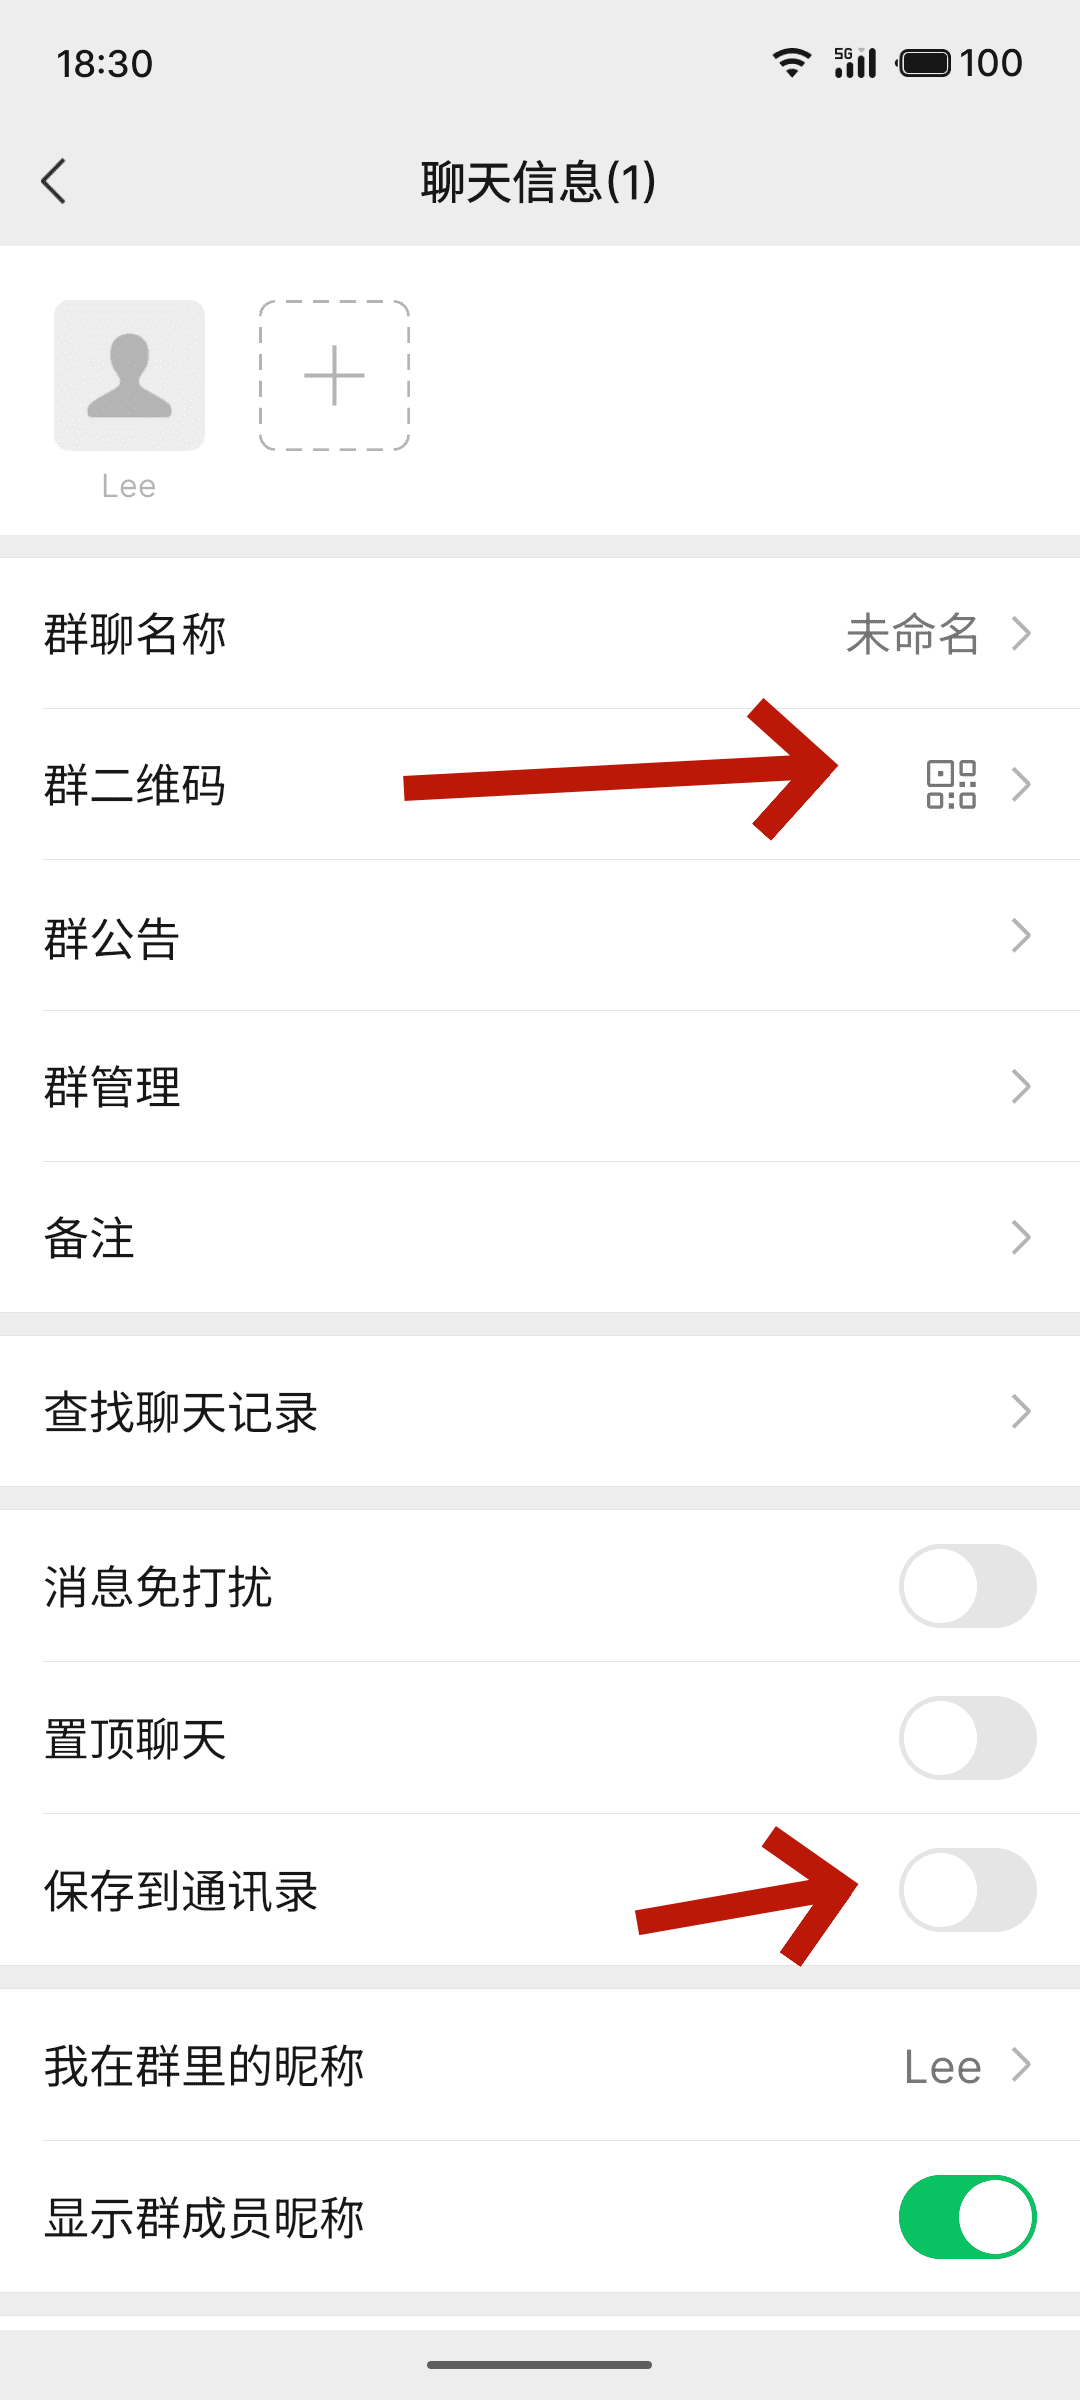 18:30 5G 100
聊天信息(1)
Lee
群聊名称 未命名
群二维码
群公告
群管理
备注
查找聊天记录
消息免打扰
置顶聊天
保存到通讯录
我在群里的昵称 Lee
显示群成员昵称